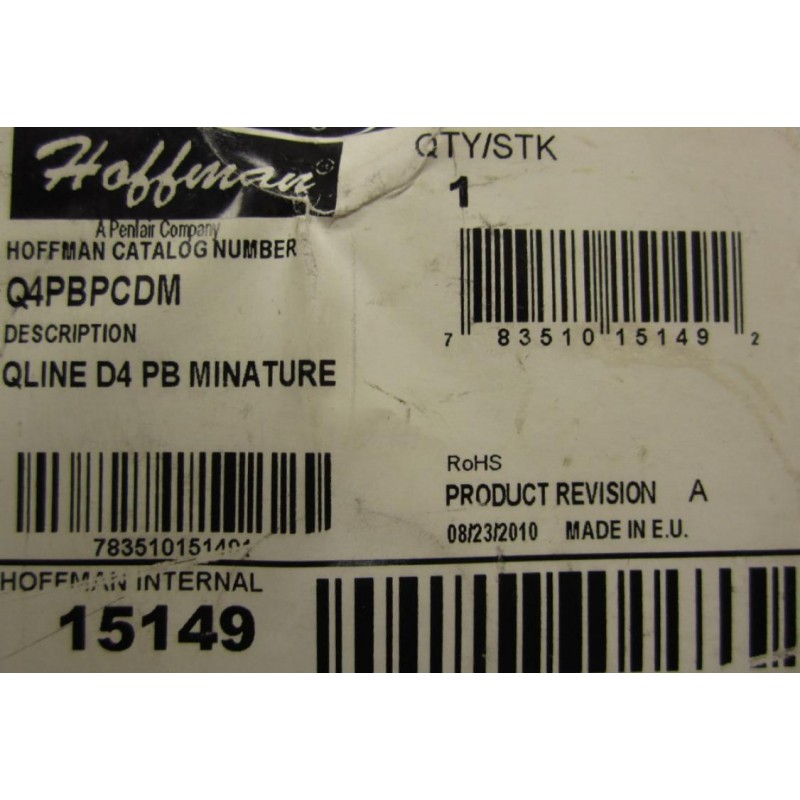 Hoffman®
A Pentair Company
HOFFMAN CATALOG NUMBER
Q4PBPCDM
DESCRIPTION
QLINE D4 PB MINATURE
QTY/STK
1
7 83510 15149 2
RoHS
PRODUCT REVISION A
08/23/2010 MADE IN E.U.
HOFFMAN INTERNAL
15149